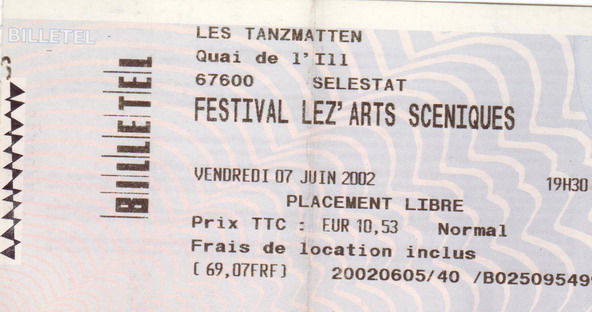 BILLETEL
BILLETEL
LES TANZMATTEN
Quai de l'Ill
67600 SELESTAT
FESTIVAL LEZ'ARTS SCENIQUES
VENDREDI 07 JUIN 2002 19H30
PLACEMENT LIBRE
Prix TTC : EUR 10,53 Normal
Frais de location inclus
[69,07FRF] 20020605/40 /B02509549